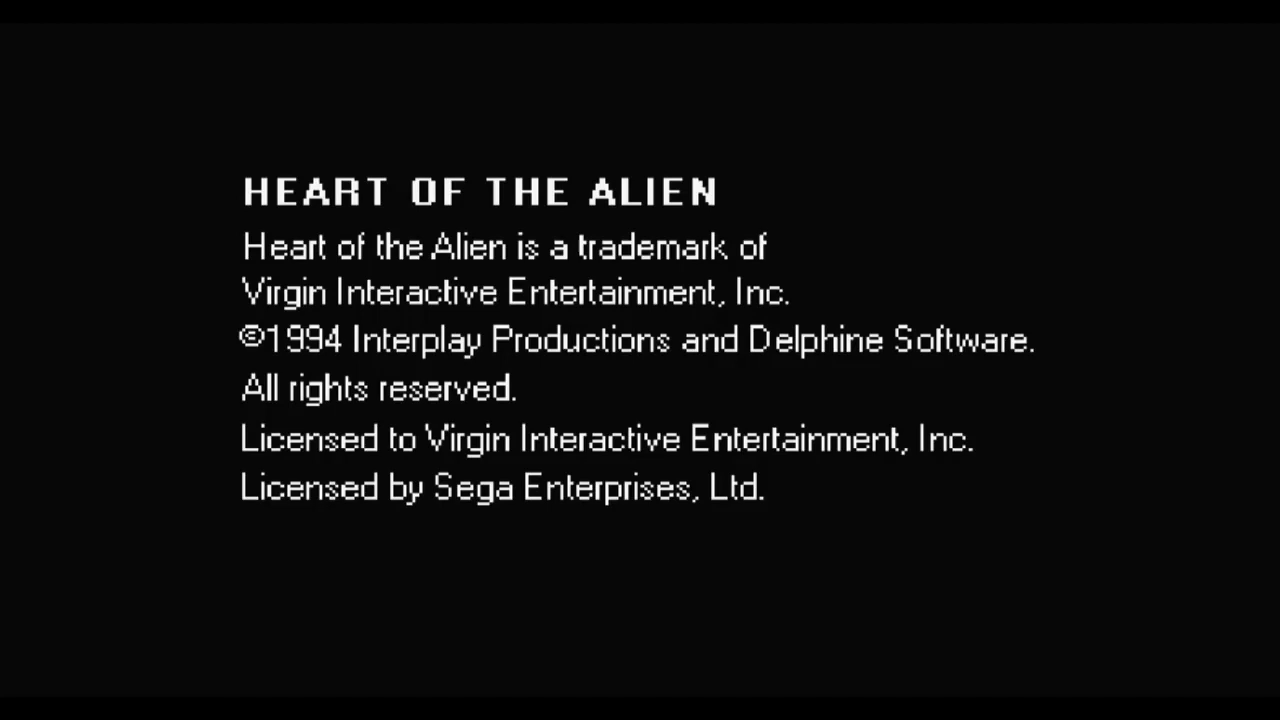 HEART OF THE ALIEN
Heart of the Alien is a trademark of
Virgin Interactive Entertainment, Inc.
©1994 Interplay Productions and Delphine Software.
All rights reserved.
Licensed to Virgin Interactive Entertainment, Inc.
Licensed by Sega Enterprises, Ltd.